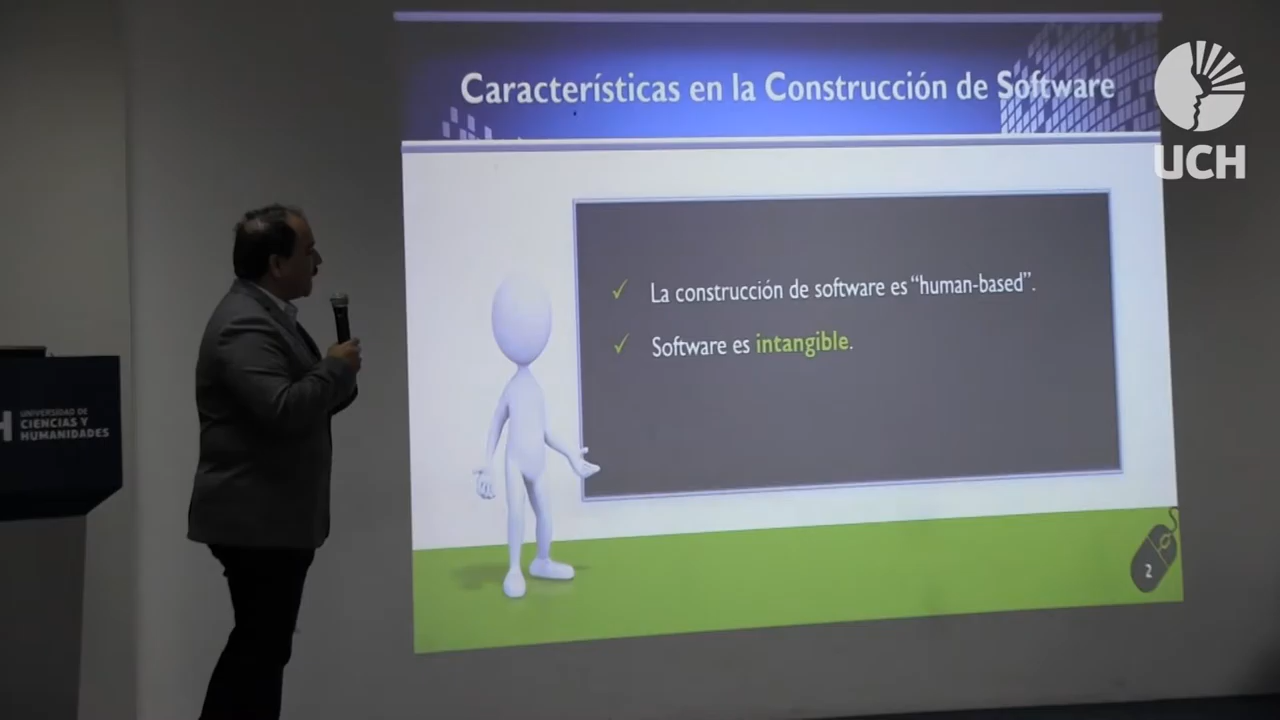 Características en la Construcción de Software
UCH
✓ La construcción de software es “human-based”.
✓ Software es intangible.
H
UNIVERSIDAD DE
CIENCIAS Y
HUMANIDADES
2